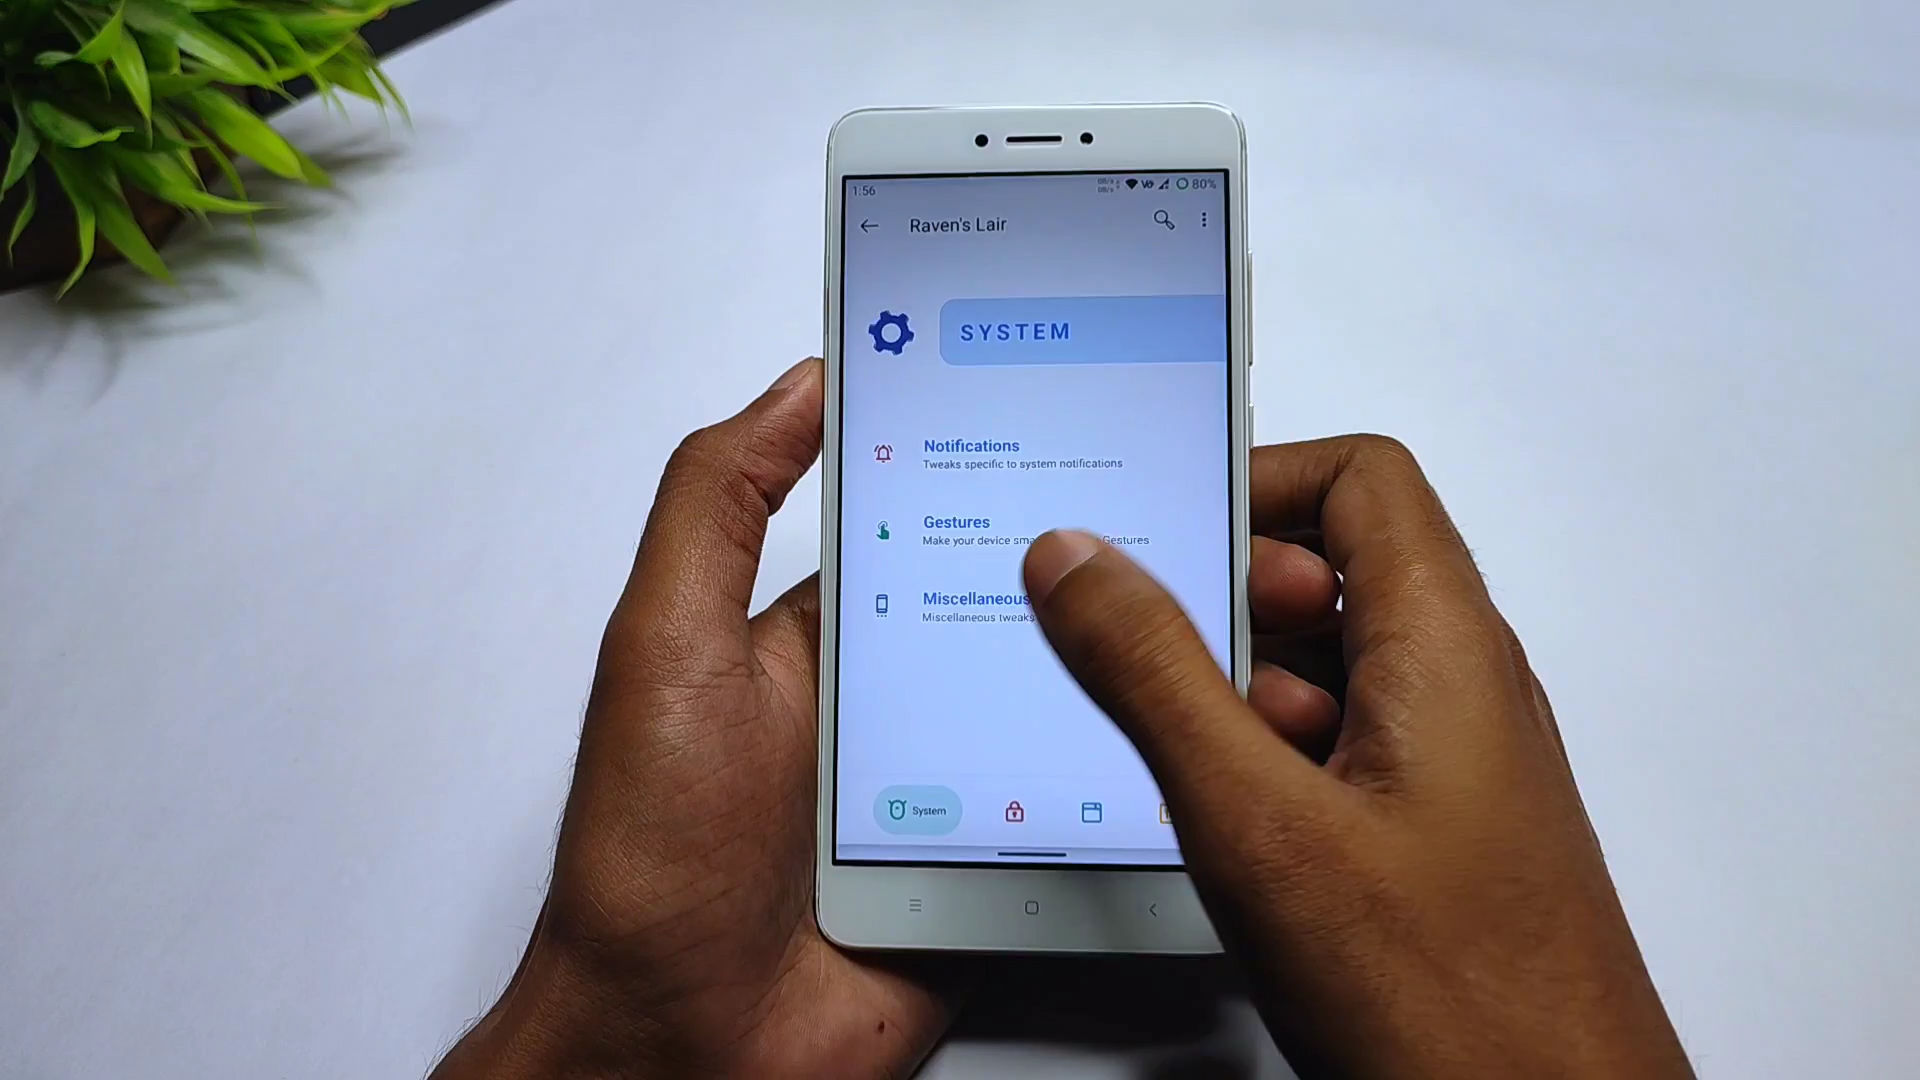 1:56
80%
Raven's Lair
SYSTEM
Notifications
Tweaks specific to system notifications
Gestures
Make your device Gestures
Miscellaneous
Miscellaneous tweaks
System